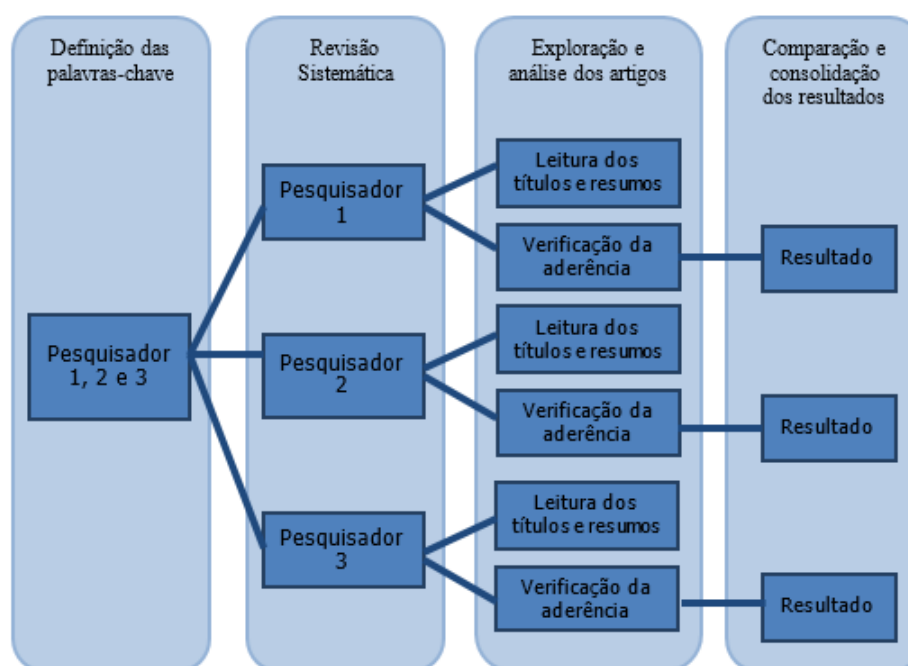 Definição das
palavras-chave
Pesquisador
1, 2 e 3
Revisão
Sistemática
Pesquisador
1
Pesquisador
2
Pesquisador
3
Exploração e
análise dos artigos
Leitura dos
títulos e resumos
Verificação da
aderência
Leitura dos
títulos e resumos
Verificação da
aderência
Leitura dos
títulos e resumos
Verificação da
aderência
Comparação e
consolidação
dos resultados
Resultado
Resultado
Resultado